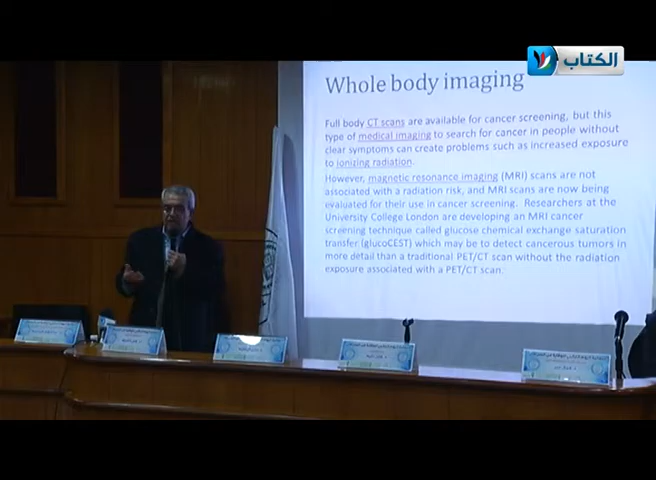 الكتاب
Whole body imaging
Full body CT scans are available for cancer screening, but this
type of medical imaging to search for cancer in people without
clear symptoms can create problems such as increased exposure
to ionizing radiation.
However, magnetic resonance imaging (MRI) scans are not
associated with a radiation risk, and MRI scans are now being
evaluated for their use in cancer screening. Researchers at the
University College London are developing an MRI cancer
screening technique called glucose chemical exchange saturation
transfer (glucoCEST) which may be to detect cancerous tumors in
more detail than a traditional PET/CT scan without the radiation
exposure associated with a PET/CT scan.